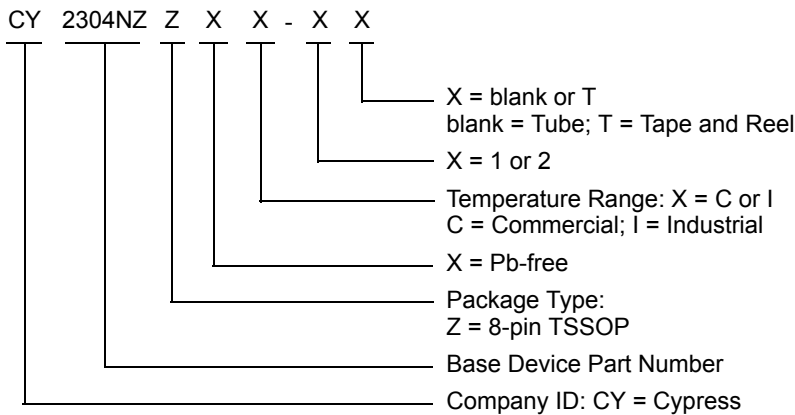 CY 2304NZ Z X X - X X
X = blank or T
blank = Tube; T = Tape and Reel
X = 1 or 2
Temperature Range: X = C or I
C = Commercial; I = Industrial
X = Pb-free
Package Type:
Z = 8-pin TSSOP
Base Device Part Number
Company ID: CY = Cypress